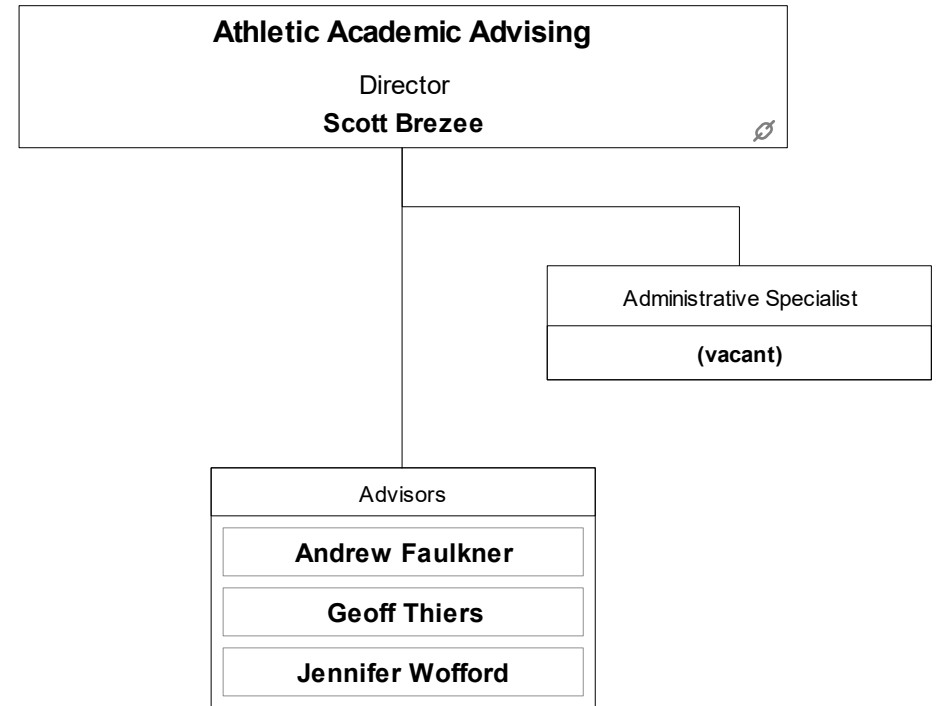 Athletic Academic Advising
Director
Scott Brezee
Administrative Specialist
(vacant)
Advisors
Andrew Faulkner
Geoff Thiers
Jennifer Wofford